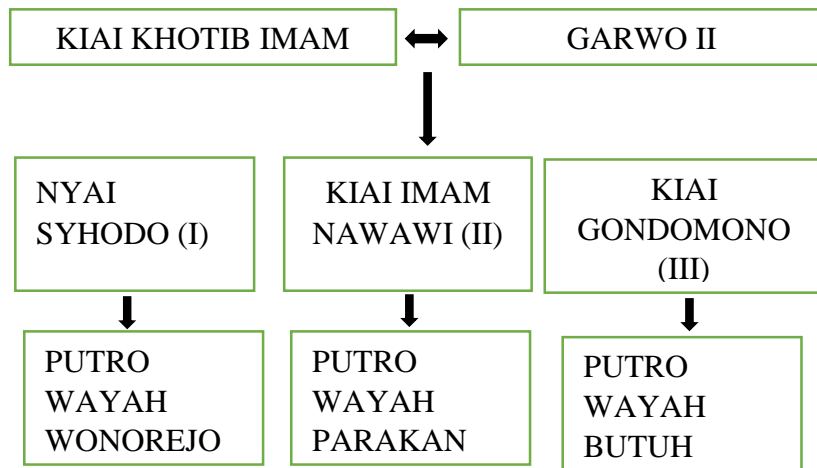 KIAI KHOTIB IMAM
GARWO II
NYAI
SYHODO (I)
KIAI IMAM
NAWAWI (II)
KIAI
GONDOMONO
(III)
PUTRO
WAYAH
WONOREJO
PUTRO
WAYAH
PARAKAN
PUTRO
WAYAH
BUTUH